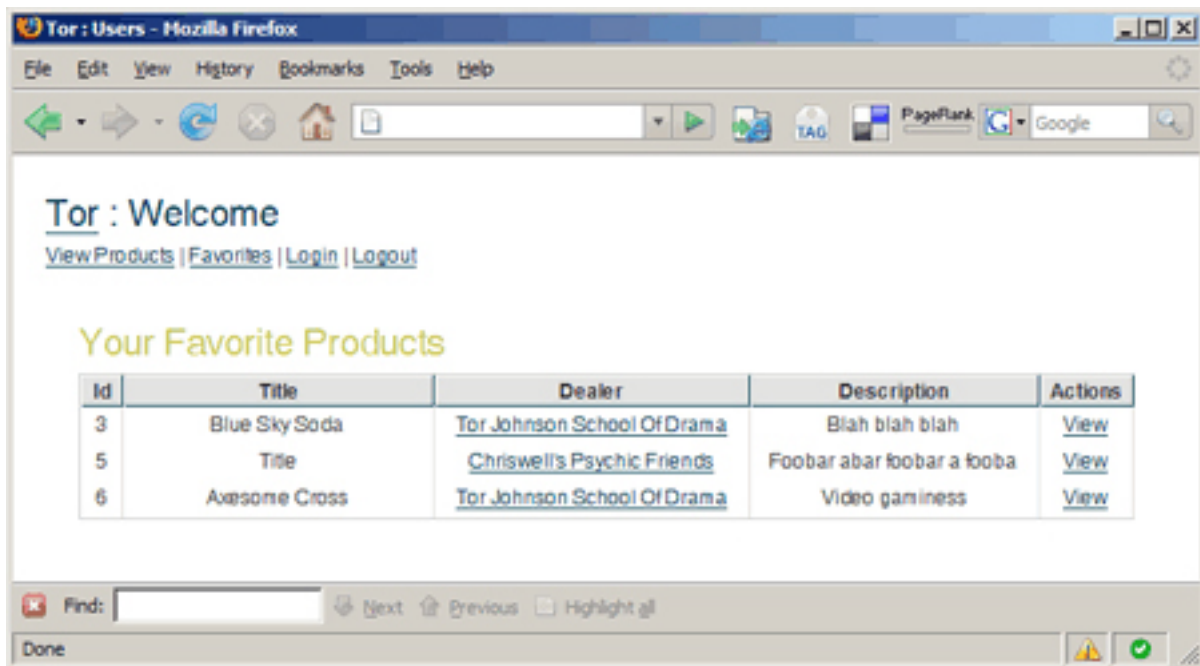 Tor : Users - Mozilla Firefox
File Edit View History Bookmarks Tools Help
TAG PageRank G Google
Tor : Welcome
View Products | Favorites | Login | Logout
Your Favorite Products
Id Title Dealer Description Actions
3 Blue Sky Soda Tor Johnson School Of Drama Blah blah blah View
5 Title Chriswell's Psychic Friends Foobar abar foobar a fooba View
6 Axesome Cross Tor Johnson School Of Drama Video gaminess View
Find: Next Previous Highlight all
Done